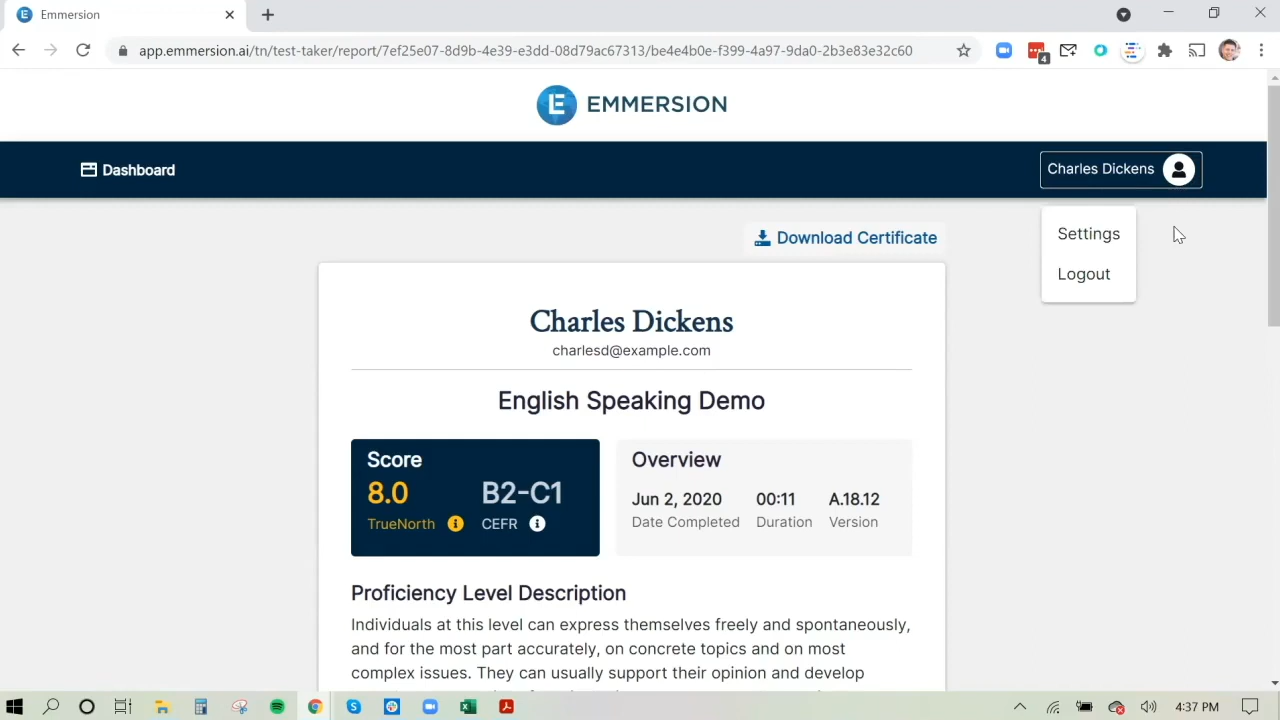 Emmersion
app.emmersion.ai/tn/test-taker/report/7ef25e07-8d9b-4e39-e3dd-08d79ac67313/be4e4b0e-f399-4a97-9da0-2b3e83e32c60
4
E EMMERSION
Dashboard
Charles Dickens
Settings
Logout
Download Certificate
Charles Dickens
charlesd@example.com
English Speaking Demo
Score
8.0 B2-C1
TrueNorth CEFR
Overview
Jun 2, 2020 00:11 A.18.12
Date Completed Duration Version
Proficiency Level Description
Individuals at this level can express themselves freely and spontaneously,
and for the most part accurately, on concrete topics and on most
complex issues. They can usually support their opinion and develop
4:37 PM